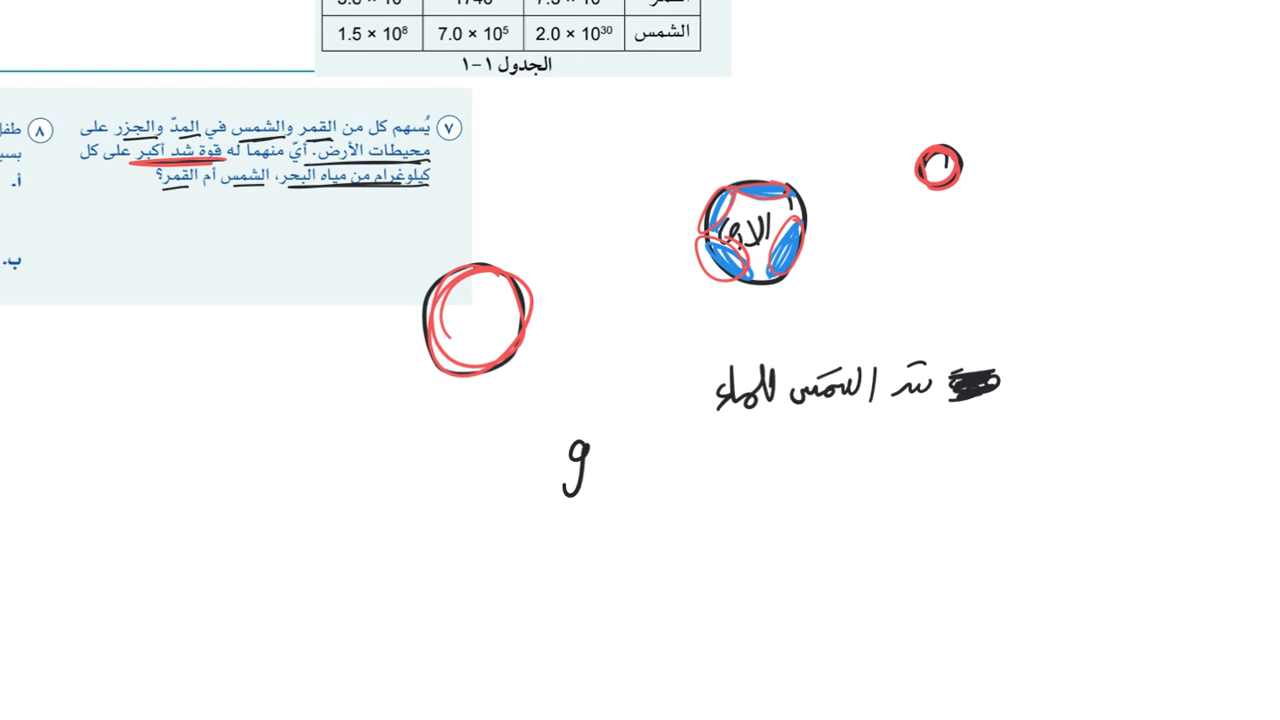 الشمس 2.0 × 10³⁰ 7.0 × 10⁵ 1.5 × 10⁸
الجدول ١-١
٧ يُسهم كل من القمر والشمس في المدّ والجزر على
محيطات الأرض. أيّ منهما له قوة شد أكبر على كل
كيلوغرام من مياه البحر، الشمس أم القمر؟
٨
أ.
ب.
الارض
شد الشمس للماء
g